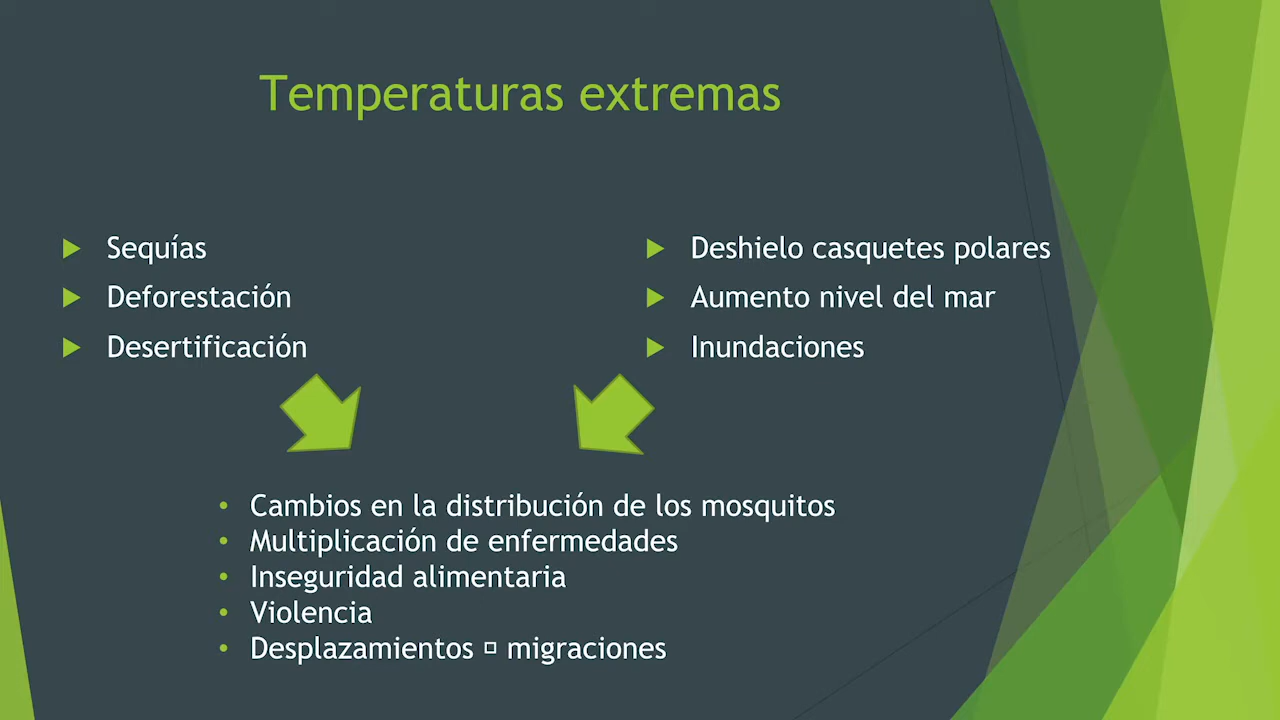 Temperaturas extremas
Sequías
Deforestación
Desertificación
Deshielo casquetes polares
Aumento nivel del mar
Inundaciones
Cambios en la distribución de los mosquitos
Multiplicación de enfermedades
Inseguridad alimentaria
Violencia
Desplazamientos □ migraciones